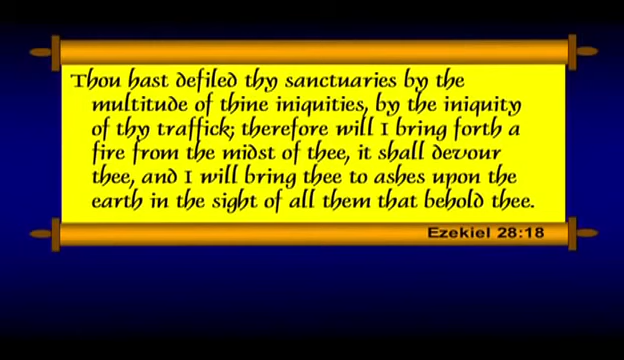 Thou hast defiled thy sanctuaries by the
multitude of thine iniquities, by the iniquity
of thy traffick; therefore will I bring forth a
fire from the midst of thee, it shall devour
thee, and I will bring thee to ashes upon the
earth in the sight of all them that behold thee.
Ezekiel 28:18